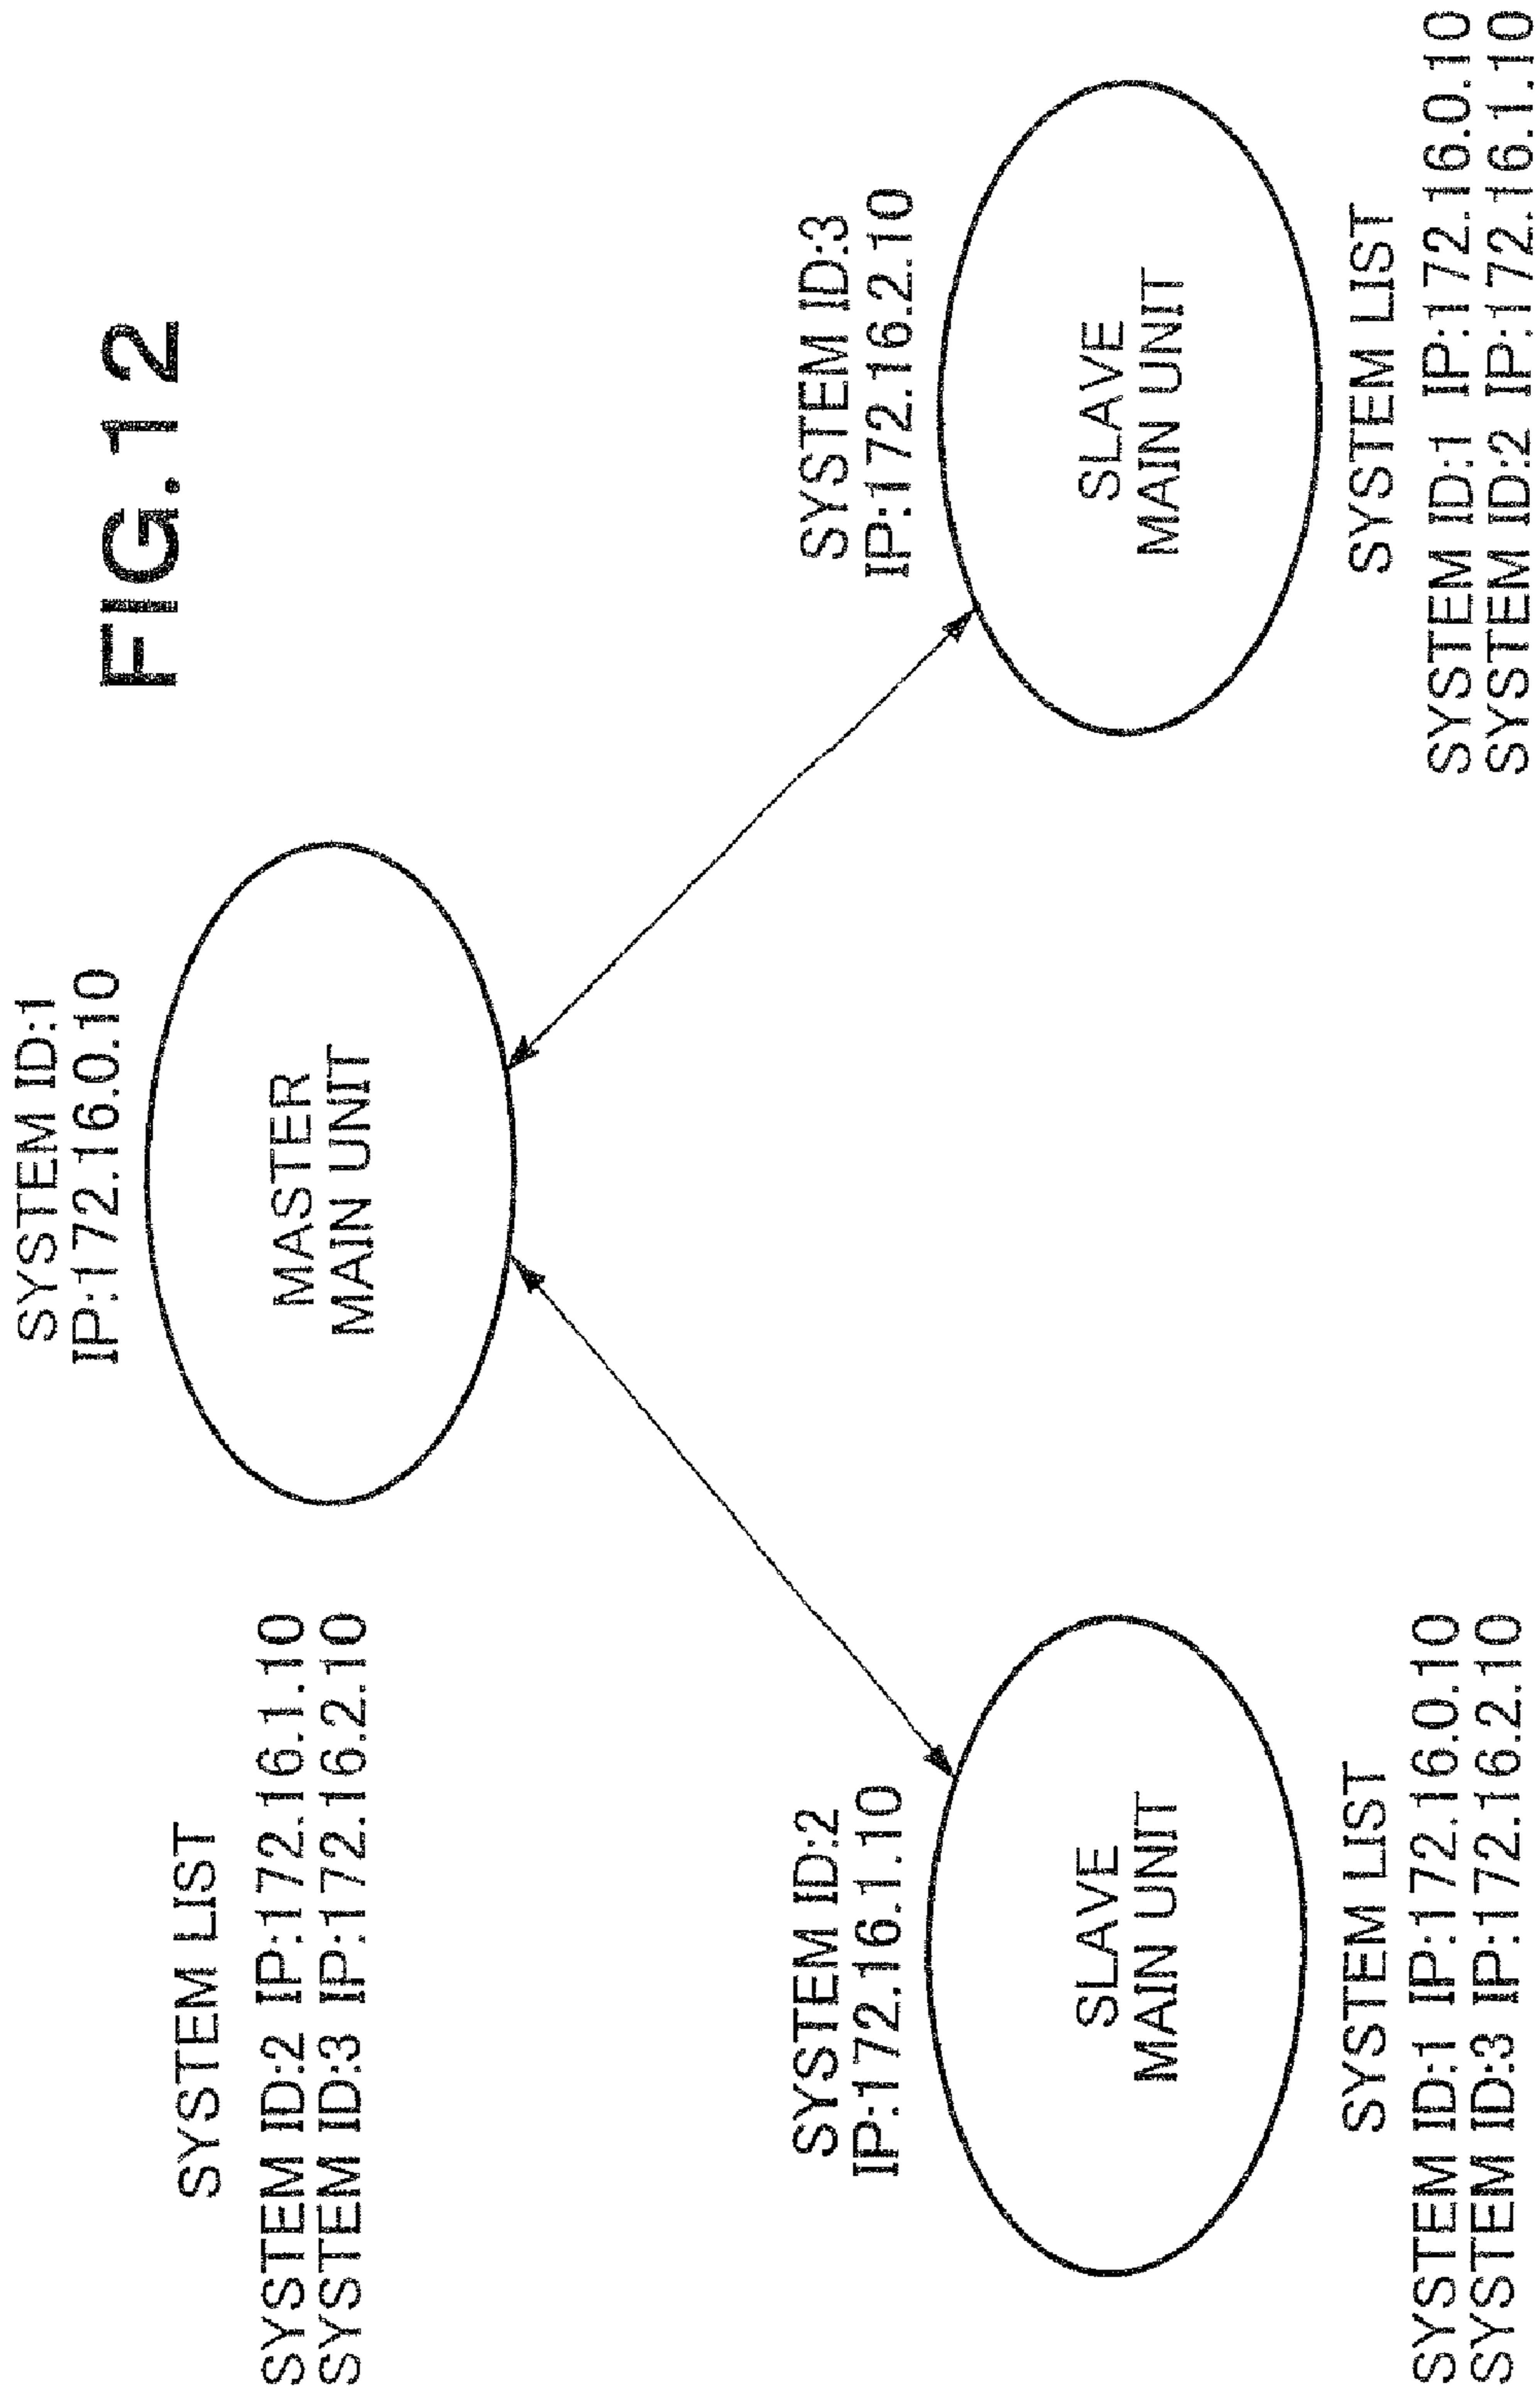 FIG.12
SYSTEM ID:1
IP:172.16.0.10
MASTER
MAIN UNIT
SYSTEM LIST
SYSTEM ID:2 IP:172.16.1.10
SYSTEM ID:3 IP:172.16.2.10
SYSTEM ID:2
IP:172.16.1.10
SLAVE
MAIN UNIT
SYSTEM LIST
SYSTEM ID:1 IP:172.16.0.10
SYSTEM ID:3 IP:172.16.2.10
SYSTEM ID:3
IP:172.16.2.10
SLAVE
MAIN UNIT
SYSTEM LIST
SYSTEM ID:1 IP:172.16.0.10
SYSTEM ID:2 IP:172.16.1.10